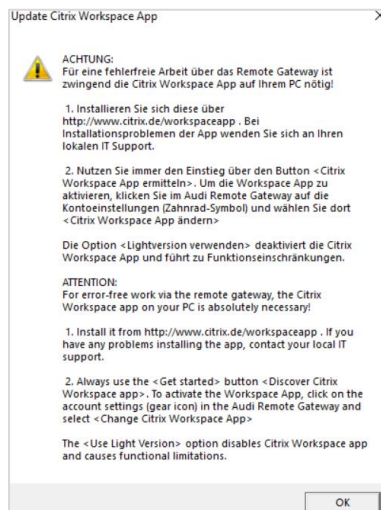 Update Citrix Workspace App
ACHTUNG:
Für eine fehlerfreie Arbeit über das Remote Gateway ist
zwingend die Citrix Workspace App auf Ihrem PC nötig!
1. Installieren Sie sich diese über
http://www.citrix.de/workspaceapp . Bei
Installationsproblemen der App wenden Sie sich an Ihren
lokalen IT Support.
2. Nutzen Sie immer den Einstieg über den Button <Citrix
Workspace App ermitteln>. Um die Workspace App zu
aktivieren, klicken Sie im Audi Remote Gateway auf die
Kontoeinstellungen (Zahnrad-Symbol) und wählen Sie dort
<Citrix Workspace App ändern>
Die Option <Lightversion verwenden> deaktiviert die Citrix
Workspace App und führt zu Funktionseinschränkungen.
ATTENTION:
For error-free work via the remote gateway, the Citrix
Workspace app on your PC is absolutely necessary!
1. Install it from http://www.citrix.de/workspaceapp . If you
have any problems installing the app, contact your local IT
support.
2. Always use the <Get started> button <Discover Citrix
Workspace app>. To activate the Workspace App, click on the
account settings (gear icon) in the Audi Remote Gateway and
select <Change Citrix Workspace App>
The <Use Light Version> option disables Citrix Workspace app
and causes functional limitations.
OK